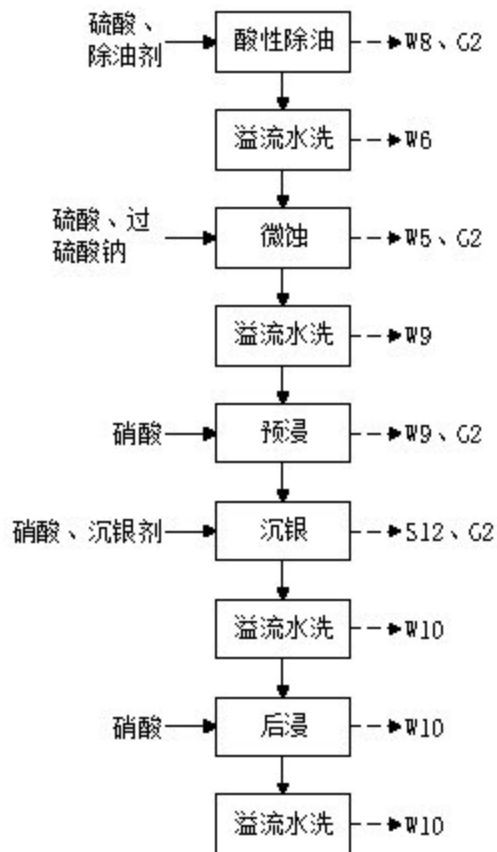 硫酸、
除油剂
酸性除油
W8、G2
溢流水洗
W6
硫酸、过
硫酸钠
微蚀
W5、G2
溢流水洗
W9
硝酸
预浸
W9、G2
硝酸、沉银剂
沉银
S12、G2
溢流水洗
W10
硝酸
后浸
W10
溢流水洗
W10